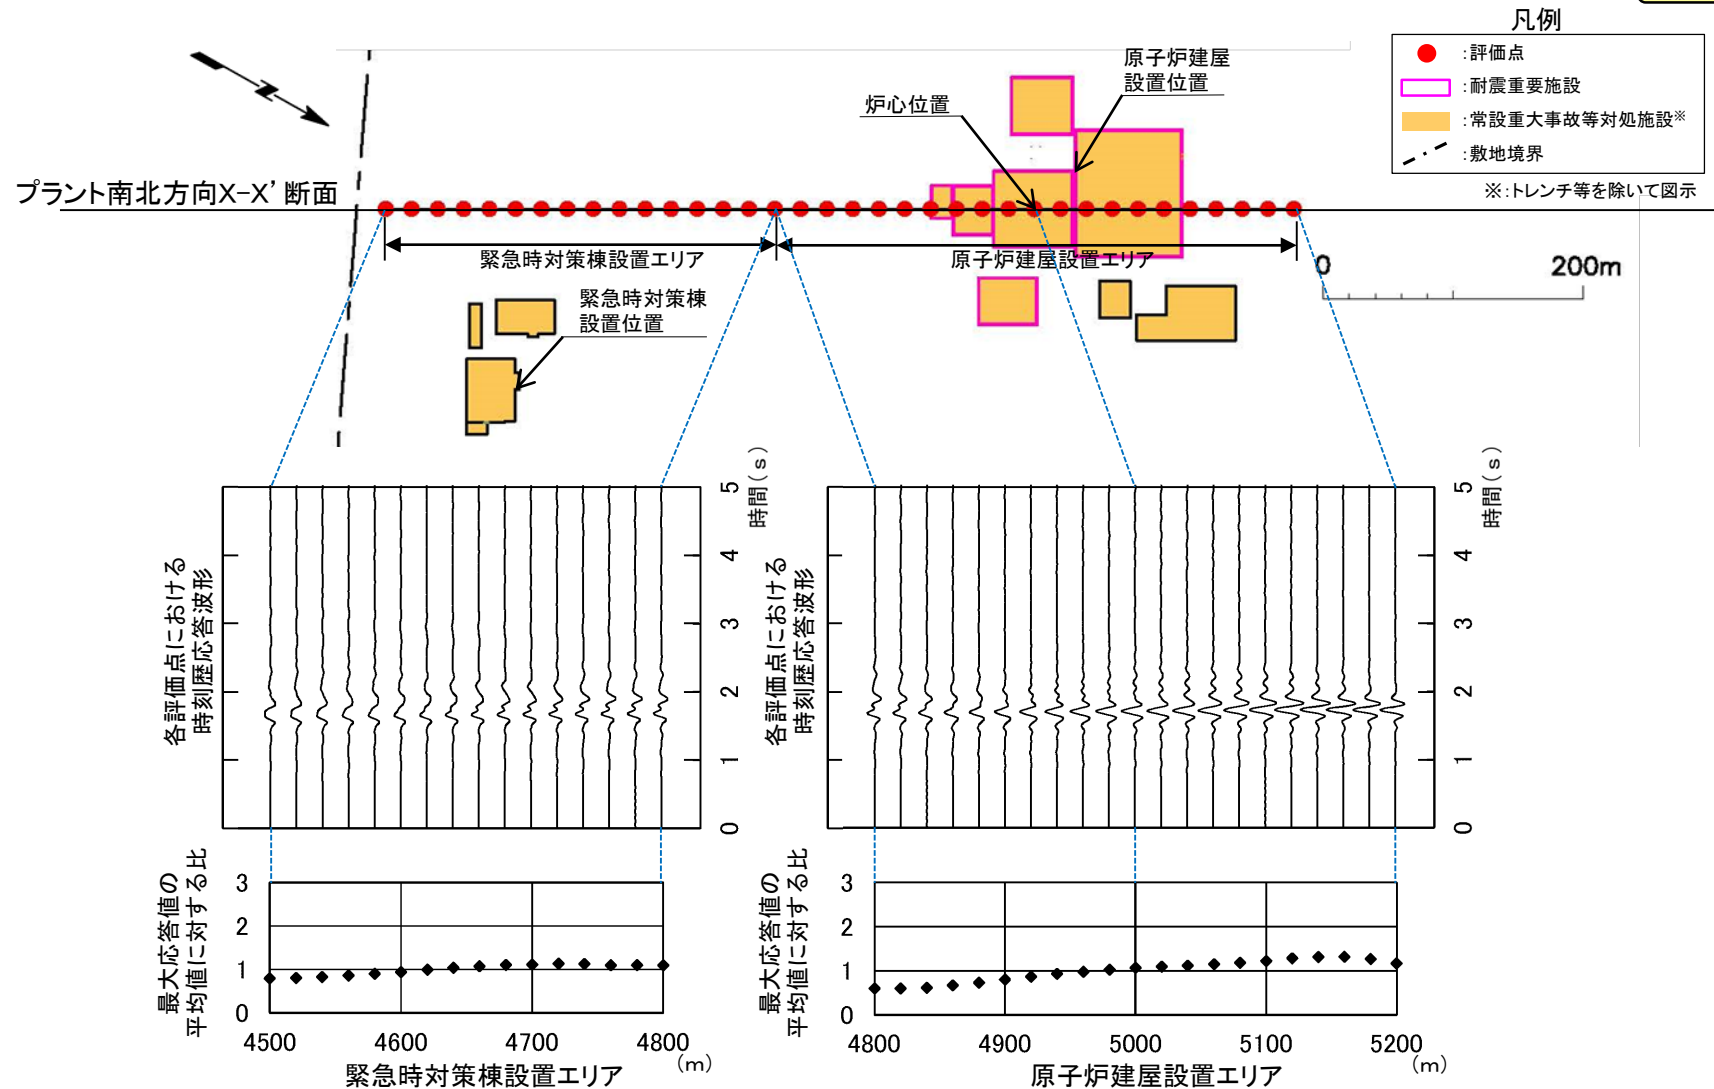 凡例
:評価点
:耐震重要施設
:常設重大事故等対処施設※
:敷地境界
※:トレンチ等を除いて図示
原子炉建屋
設置位置
炉心位置
プラント南北方向X-X’断面
緊急時対策棟設置エリア
原子炉建屋設置エリア
0
200m
緊急時対策棟
設置位置
各評価点における
時刻歴応答波形
5
4
3
2
1
0
時間(s)
各評価点における
時刻歴応答波形
5
4
3
2
1
0
時間(s)
最大応答値の
平均値に対する比
3
2
1
0
4500
4600
4700
4800
(m)
緊急時対策棟設置エリア
最大応答値の
平均値に対する比
3
2
1
0
4800
4900
5000
5100
5200
(m)
原子炉建屋設置エリア